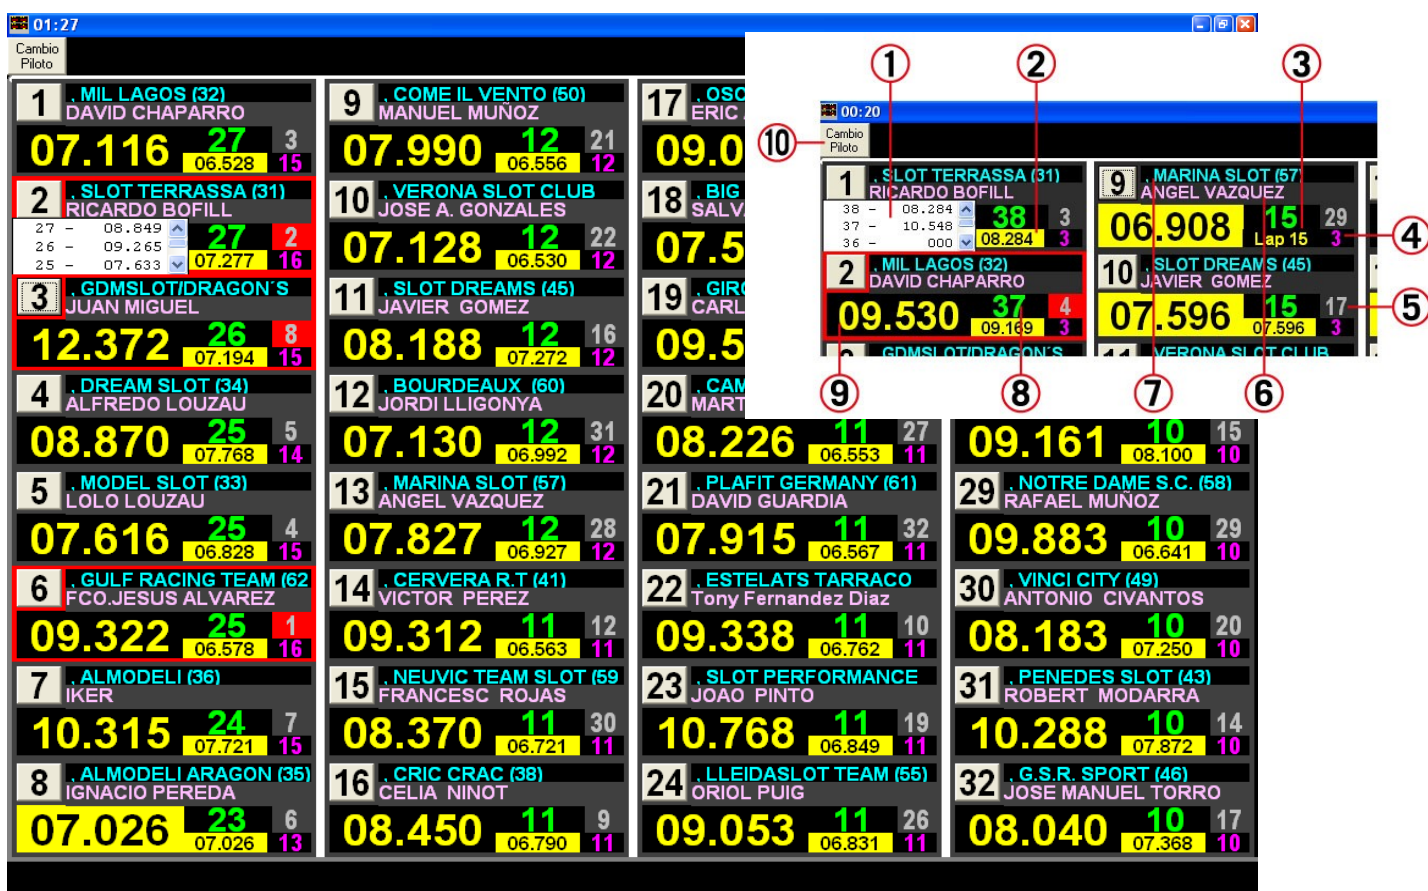 01:27
Cambio
Piloto
1 , MIL LAGOS (32)
DAVID CHAPARRO
07.116 27 3
06.528 15
2 , SLOT TERRASSA (31)
RICARDO BOFILL
27 - 08.849
26 - 09.265
25 - 07.633
27 2
07.277 16
3 , GDMSLOT/DRAGON´S
JUAN MIGUEL
12.372 26 8
07.194 15
4 , DREAM SLOT (34)
ALFREDO LOUZAU
08.870 25 5
07.768 14
5 , MODEL SLOT (33)
LOLO LOUZAU
07.616 25 4
06.828 15
6 , GULF RACING TEAM (62
FCO.JESUS ALVAREZ
09.322 25 1
06.578 16
7 , ALMODELI (36)
IKER
10.315 24 7
07.721 15
8 , ALMODELI ARAGON (35)
IGNACIO PEREDA
07.026 23 6
07.026 13
9 , COME IL VENTO (50)
MANUEL MUÑOZ
07.990 12 21
06.556 12
10 , VERONA SLOT CLUB
JOSE A. GONZALES
07.128 12 22
06.530 12
11 , SLOT DREAMS (45)
JAVIER GOMEZ
08.188 12 16
07.272 12
12 , BOURDEAUX (60)
JORDI LLIGONYA
07.130 12 31
06.992 12
13 , MARINA SLOT (57)
ANGEL VAZQUEZ
07.827 12 28
06.927 12
14 , CERVERA R.T (41)
VICTOR PEREZ
09.312 11 12
06.563 11
15 , NEUVIC TEAM SLOT (59
FRANCESC ROJAS
08.370 11 30
06.721 11
16 , CRIC CRAC (38)
CELIA NINOT
08.450 11 9
06.790 11
17 , OSC
ERIC
09.0
18 , BIG
SALV
07.5
19 , GIRO
CARL
09.5
20 , CAM
MART
08.226 11 27
06.553 11
21 , PLAFIT GERMANY (61)
DAVID GUARDIA
07.915 11 32
06.567 11
22 , ESTELATS TARRACO
Tony Fernandez Diaz
09.338 11 10
06.762 11
23 , SLOT PERFORMANCE
JOAO PINTO
10.768 11 19
06.849 11
24 , LLEIDASLOT TEAM (55)
ORIOL PUIG
09.053 11 26
06.831 11
09.161 10 15
08.100 10
29 , NOTRE DAME S.C. (58)
RAFAEL MUÑOZ
09.883 10 29
06.641 10
30 , VINCI CITY (49)
ANTONIO CIVANTOS
08.183 10 20
07.250 10
31 , PENEDES SLOT (43)
ROBERT MODARRA
10.288 10 14
07.872 10
32 , G.S.R. SPORT (46)
JOSE MANUEL TORRO
08.040 10 17
07.368 10
1 2 3
00:20
10
Cambio
Piloto
1 , SLOT TERRASSA (31)
RICARDO BOFILL
38 - 08.284
37 - 10.548
36 - 000
38 3
08.284 3
2 , MIL LAGOS (32)
DAVID CHAPARRO
09.530 37 4
09.169 3
GDMSLOT/DRAGON´S
9 , MARINA SLOT (57)
ANGEL VAZQUEZ
06.908 15 29
Lap 15 3
4
10 , SLOT DREAMS (45)
JAVIER GOMEZ
07.596 15 17
07.596 3
5
11 , VERONA SLOT CLUB
9 8 7 6